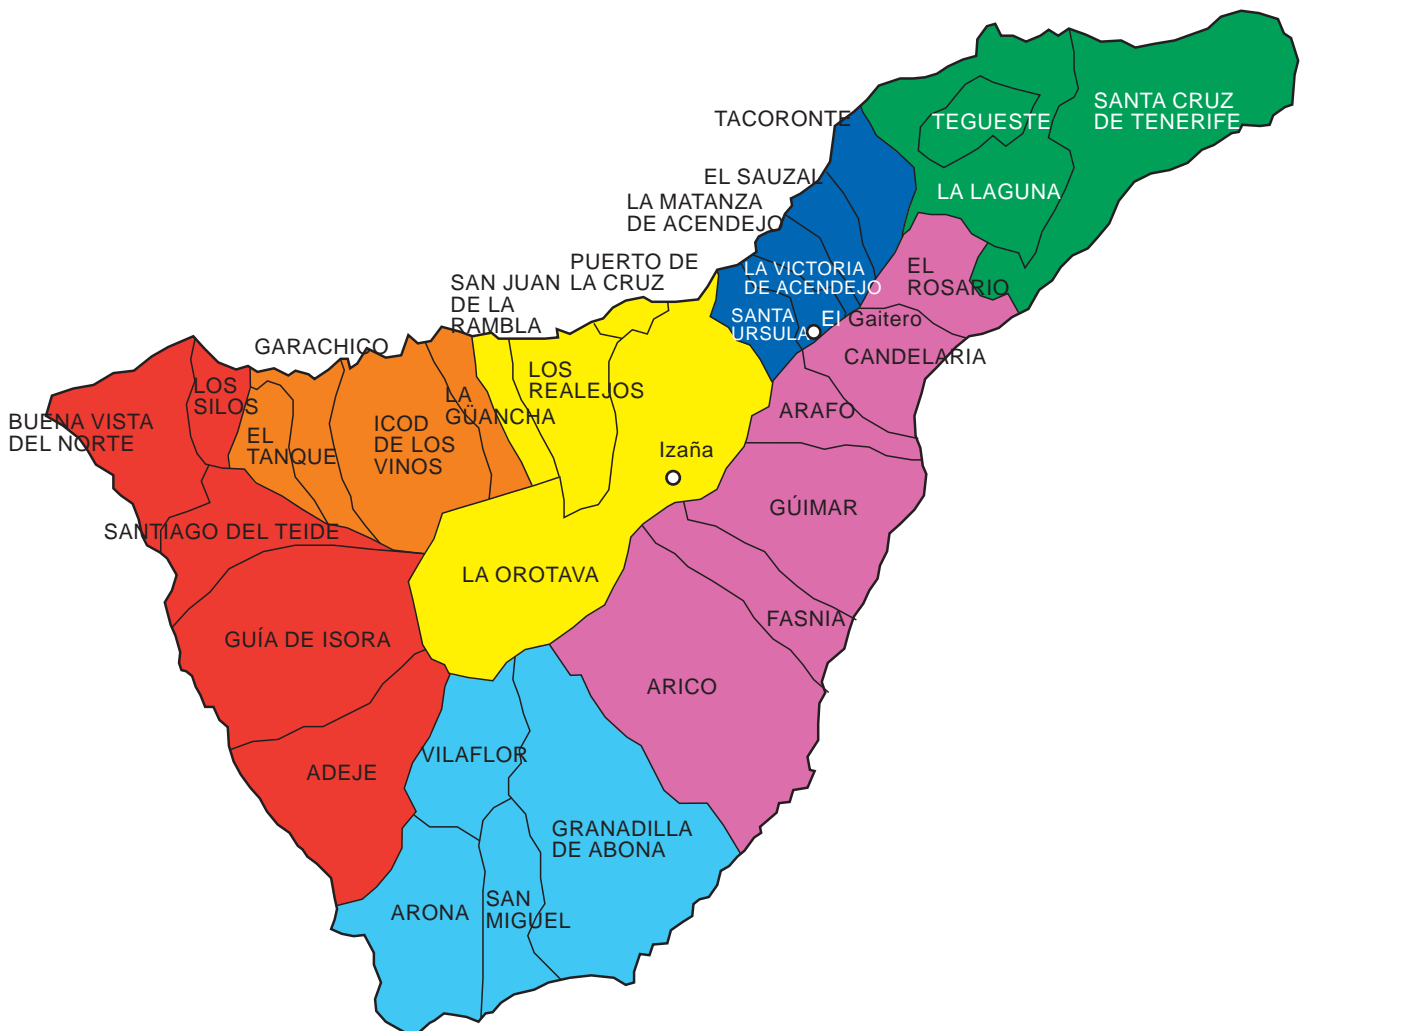 SANTA CRUZ
DE TENERIFE
TACORONTE
TEGUESTE
EL SAUZAL
LA LAGUNA
LA MATANZA
DE ACENDEJO
PUERTO DE
LA CRUZ
LA VICTORIA
DE ACENDEJO
EL
ROSARIO
SAN JUAN
DE LA
RAMBLA
SANTA
URSULA
El Gaitero
GARACHICO
CANDELARIA
LOS
REALEJOS
LOS
SILOS
LA
GÜANCHA
ARAFO
BUENA VISTA
DEL NORTE
EL
TANQUE
ICOD
DE LOS
VINOS
Izaña
GÚIMAR
SANTIAGO DEL TEIDE
LA OROTAVA
FASNIA
GUÍA DE ISORA
ARICO
VILAFLOR
ADEJE
GRANADILLA
DE ABONA
ARONA
SAN
MIGUEL